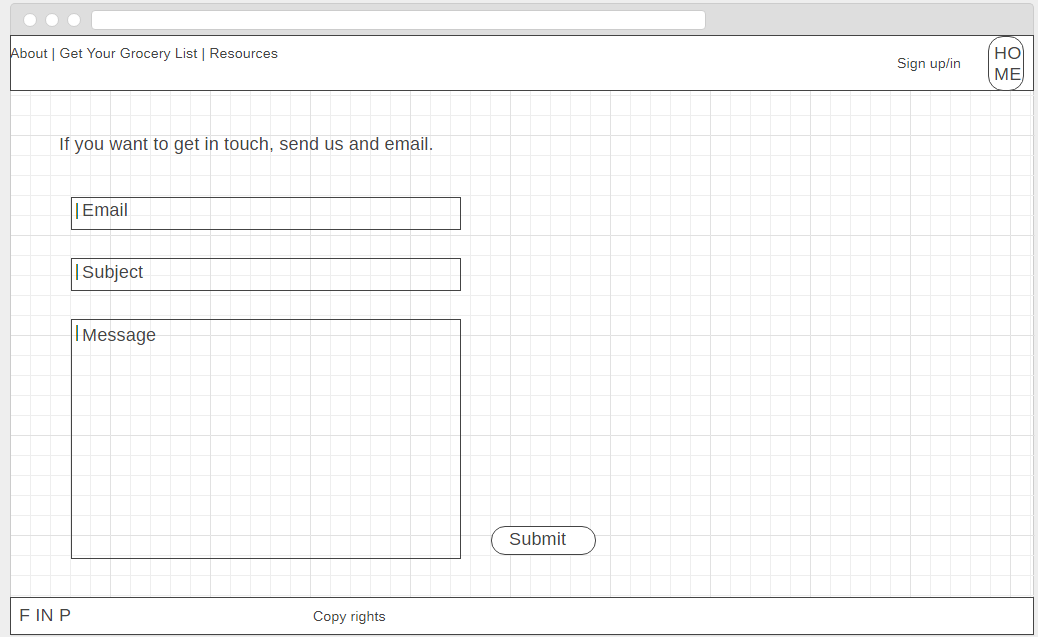 About | Get Your Grocery List | Resources
Sign up/in
HO
ME
If you want to get in touch, send us and email.
Email
Subject
Message
Submit
F IN P
Copy rights